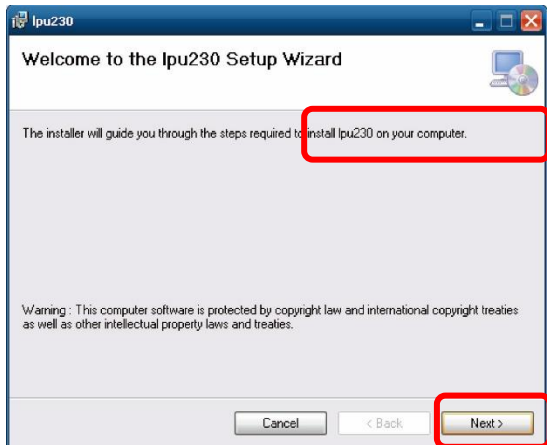 lpu230
Welcome to the lpu230 Setup Wizard
The installer will guide you through the steps required to install lpu230 on your computer.
Warning : This computer software is protected by copyright law and international copyright treaties
as well as other intellectual property laws and treaties.
Cancel
< Back
Next >